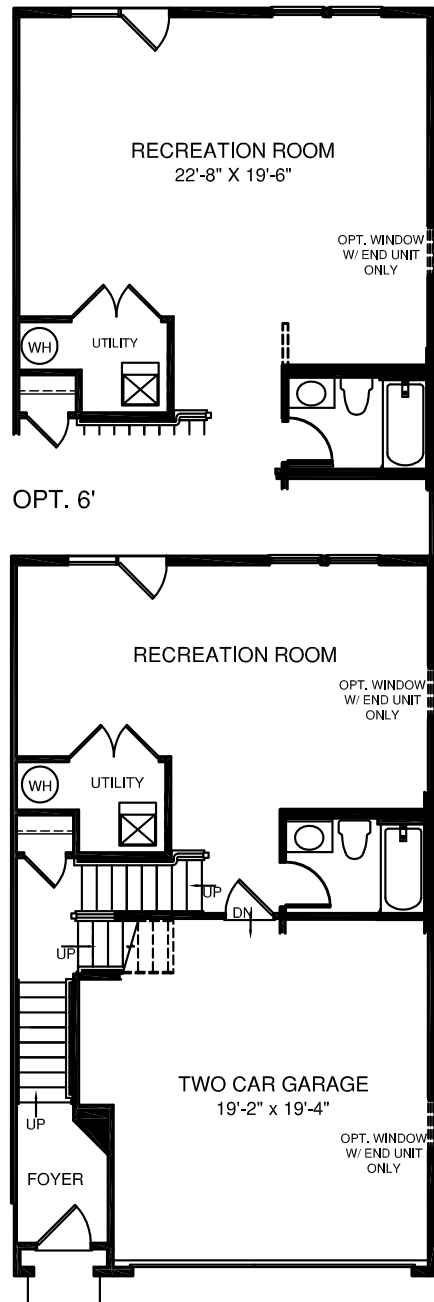 RECREATION ROOM
22'-8" X 19'-6"
OPT. WINDOW
W/ END UNIT
ONLY
WH
UTILITY
OPT. 6'
RECREATION ROOM
OPT. WINDOW
W/ END UNIT
ONLY
WH
UTILITY
UP
DN
UP
TWO CAR GARAGE
19'-2" x 19'-4"
UP
OPT. WINDOW
W/ END UNIT
ONLY
FOYER